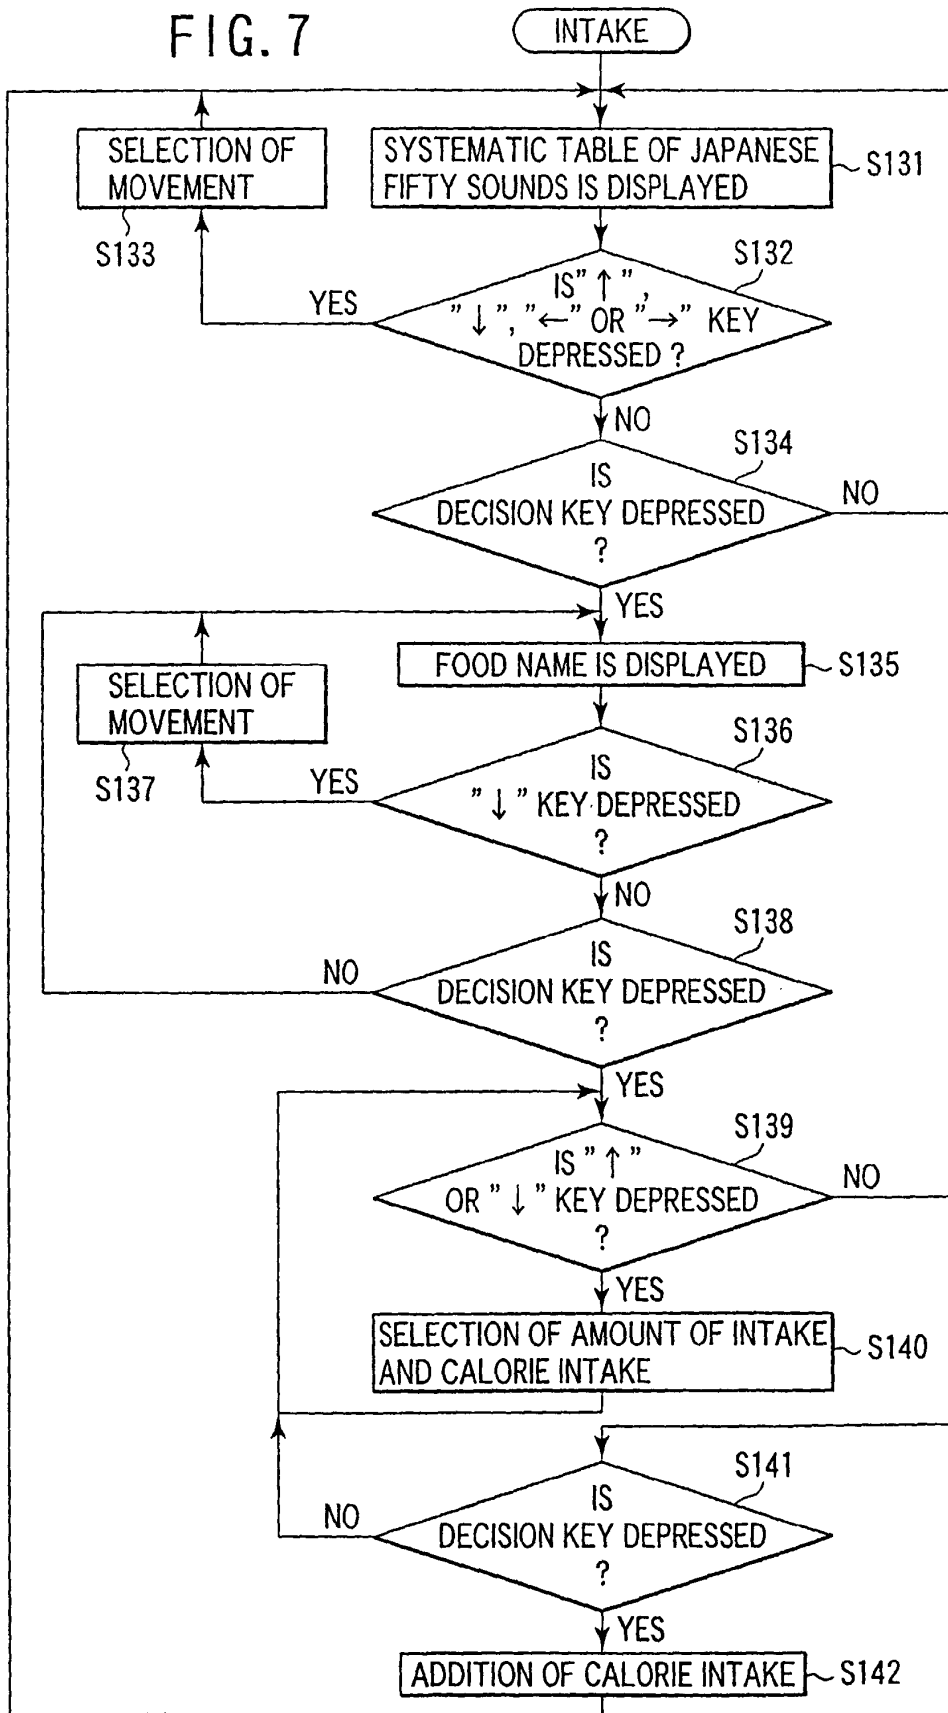 FIG. 7
INTAKE
SELECTION OF
MOVEMENT
S133
SYSTEMATIC TABLE OF JAPANESE
FIFTY SOUNDS IS DISPLAYED
S131
S132
IS"↑",
"↓", "←" OR "→" KEY
DEPRESSED ?
YES
NO
S134
IS
DECISION KEY DEPRESSED
?
NO
YES
FOOD NAME IS DISPLAYED
S135
SELECTION OF
MOVEMENT
S137
S136
IS
"↓" KEY DEPRESSED
?
YES
NO
S138
IS
DECISION KEY DEPRESSED
?
NO
YES
S139
IS "↑"
OR "↓" KEY DEPRESSED
?
NO
YES
SELECTION OF AMOUNT OF INTAKE
AND CALORIE INTAKE
S140
S141
IS
DECISION KEY DEPRESSED
?
NO
YES
ADDITION OF CALORIE INTAKE
S142